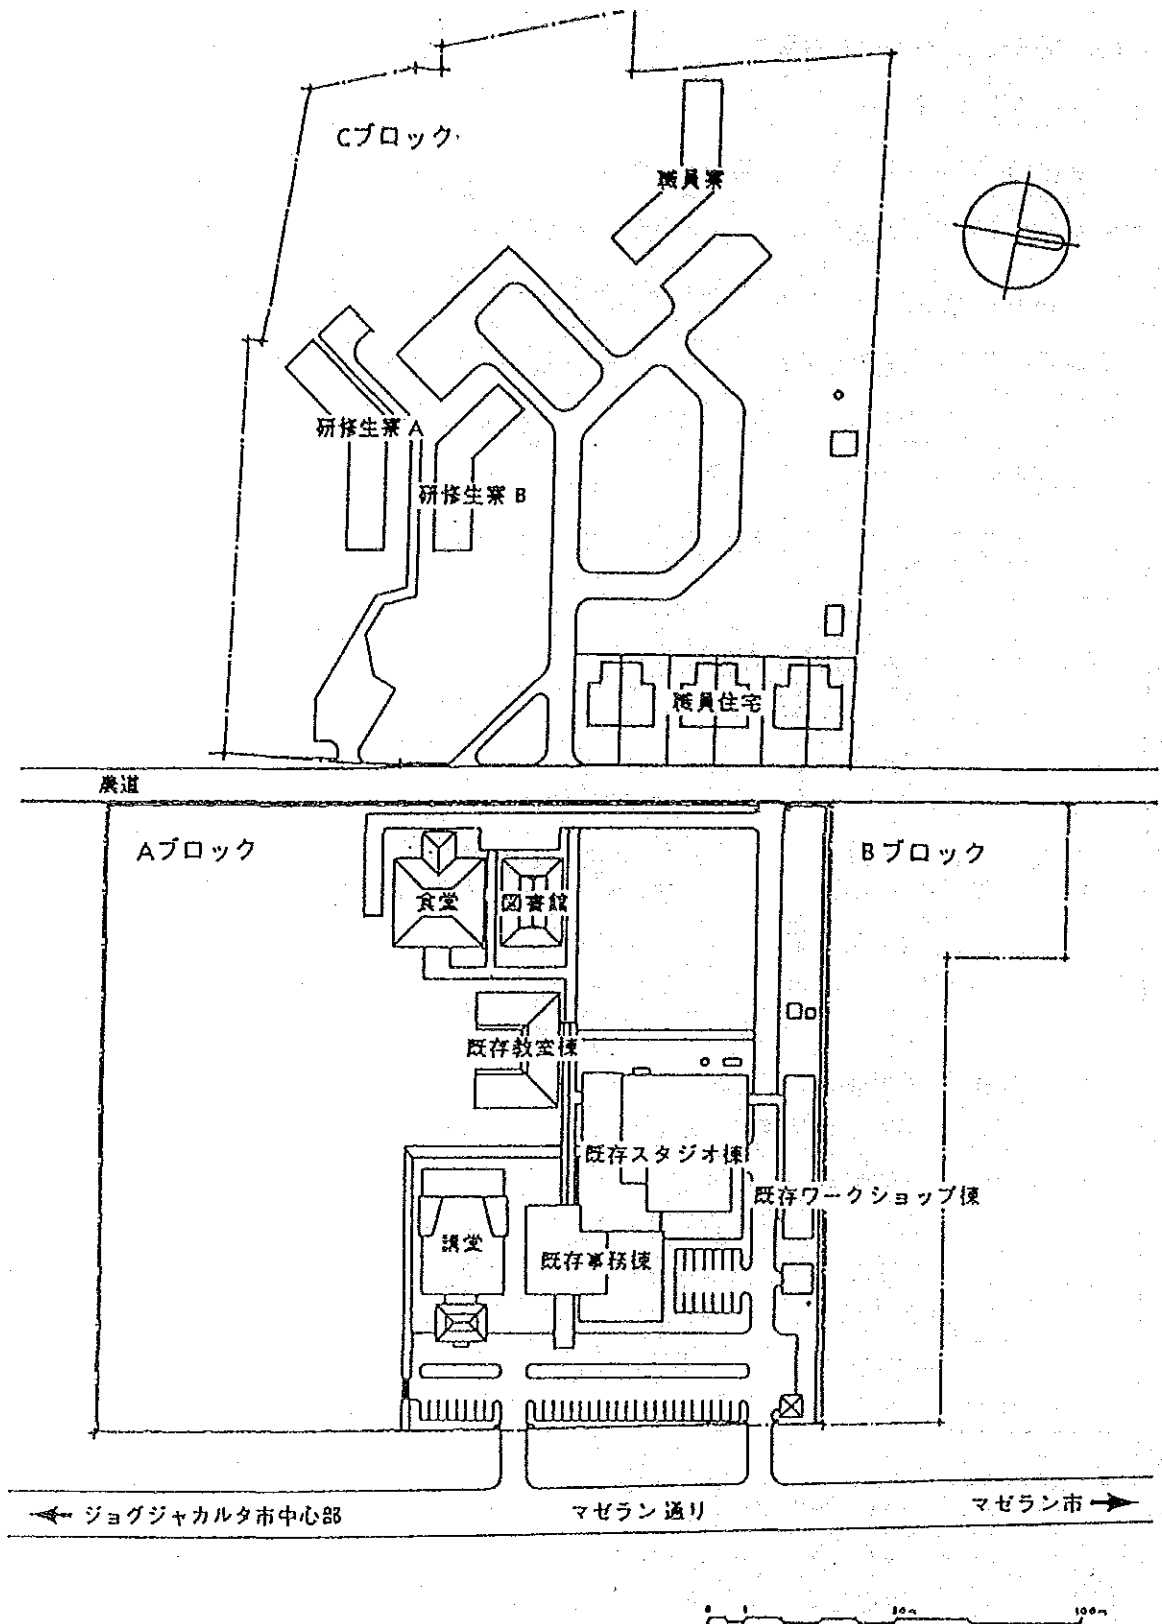 Cブロック
職員寮
研修生寮 A
研修生寮 B
職員住宅
農道
Aブロック
Bブロック
食堂
図書館
既存教室棟
既存スタジオ棟
既存ワークショップ棟
講堂
既存事務棟
ジョグジャカルタ市中心部
マゼラン通り
マゼラン市
100m